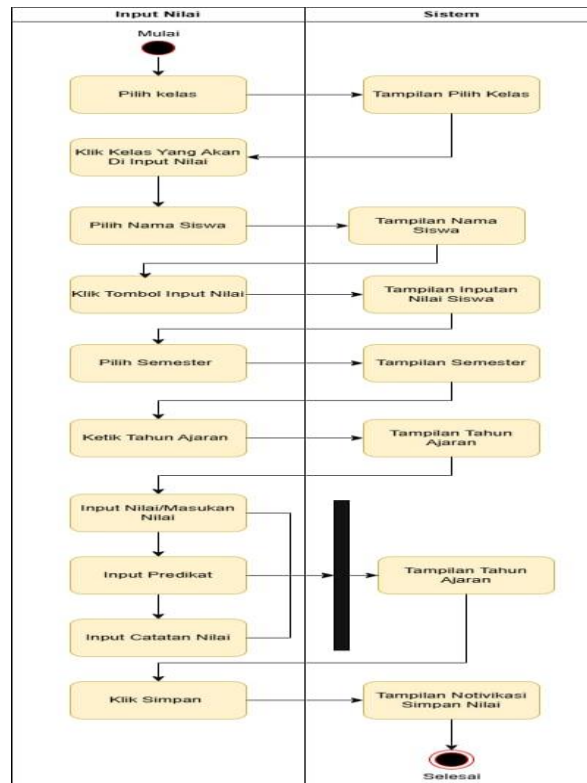 Input Nilai
Sistem
Mulai
Pilih kelas
Tampilan Pilih Kelas
Klik Kelas Yang Akan
Di Input Nilai
Pilih Nama Siswa
Tampilan Nama
Siswa
Klik Tombol Input Nilai
Tampilan Inputan
Nilai Siswa
Pilih Semester
Tampilan Semester
Ketik Tahun Ajaran
Tampilan Tahun
Ajaran
Input Nilai/Masukan
Nilai
Input Predikat
Tampilan Tahun
Ajaran
Input Catatan Nilai
Klik Simpan
Tampilan Notivikasi
Simpan Nilai
Selesai